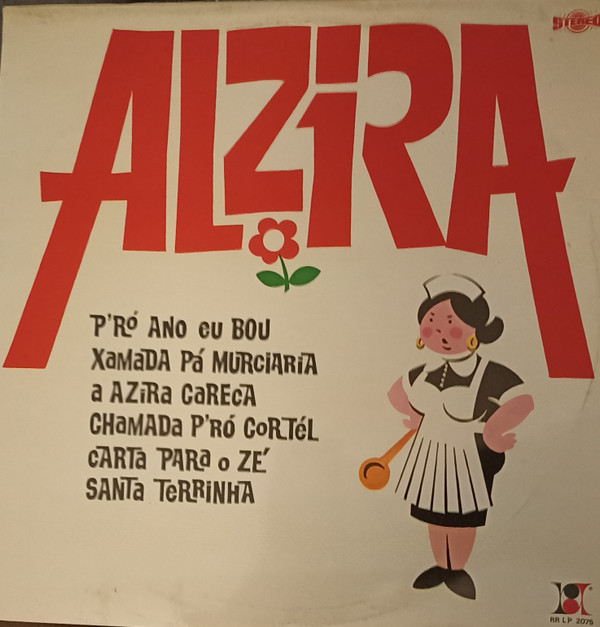 ALZIRA
STEREO
P'RÓ ANO EU BOU
XAMADA PÁ MURCIARIA
A AZIRA CARECA
CHAMADA P'RÓ CORTÉL
CARTA PARA O ZÉ
SANTA TERRINHA
RR LP 2075